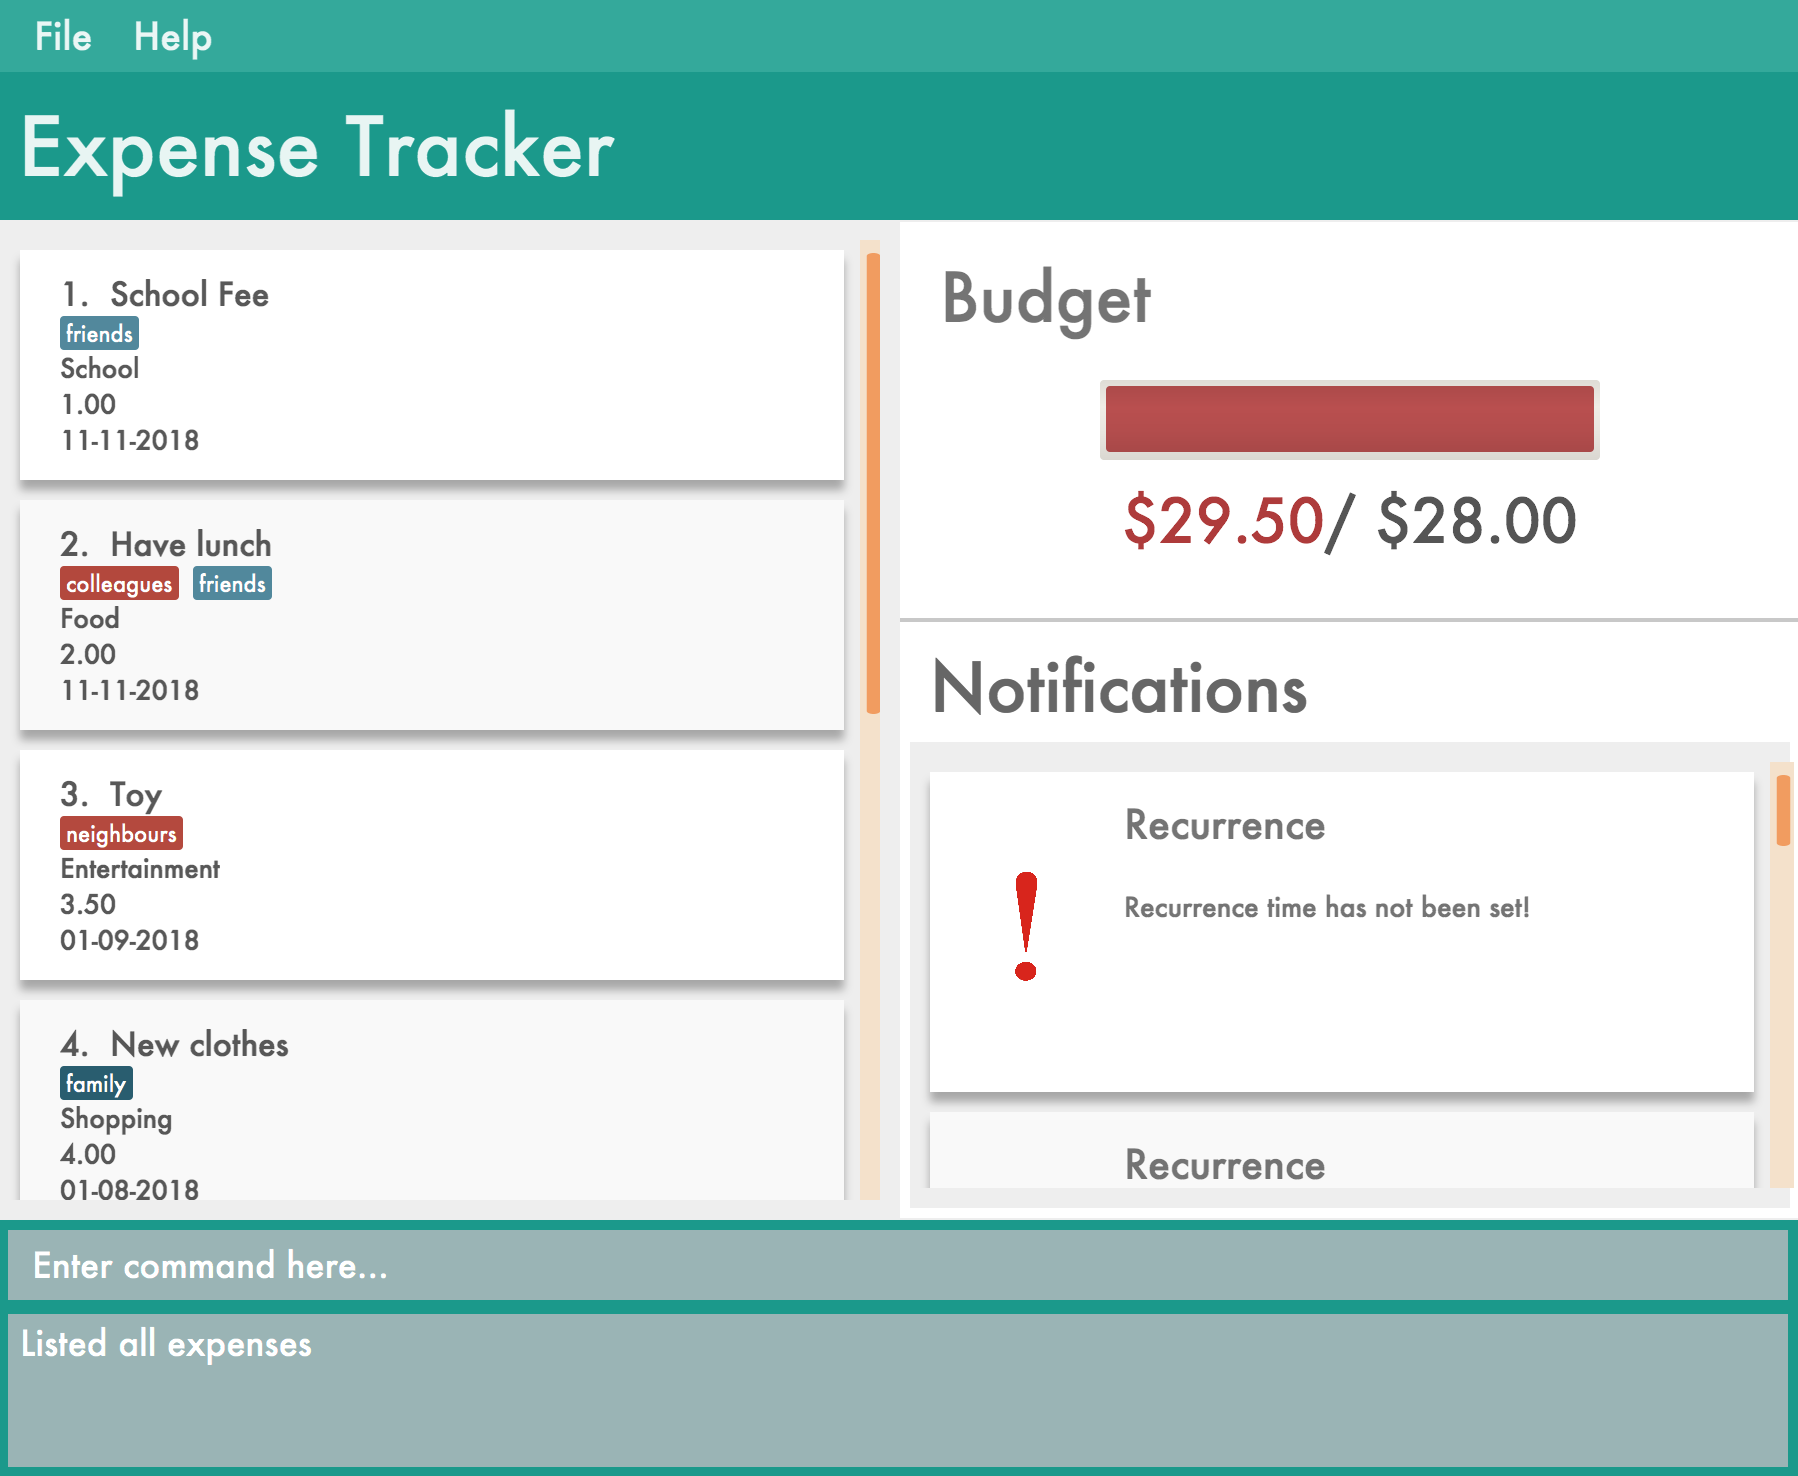 File Help
Expense Tracker
1. School Fee
friends
School
1.00
11-11-2018
2. Have lunch
colleagues friends
Food
2.00
11-11-2018
3. Toy
neighbours
Entertainment
3.50
01-09-2018
4. New clothes
family
Shopping
4.00
01-08-2018
Budget
$29.50/ $28.00
Notifications
Recurrence
Recurrence time has not been set!
Recurrence
Enter command here...
Listed all expenses